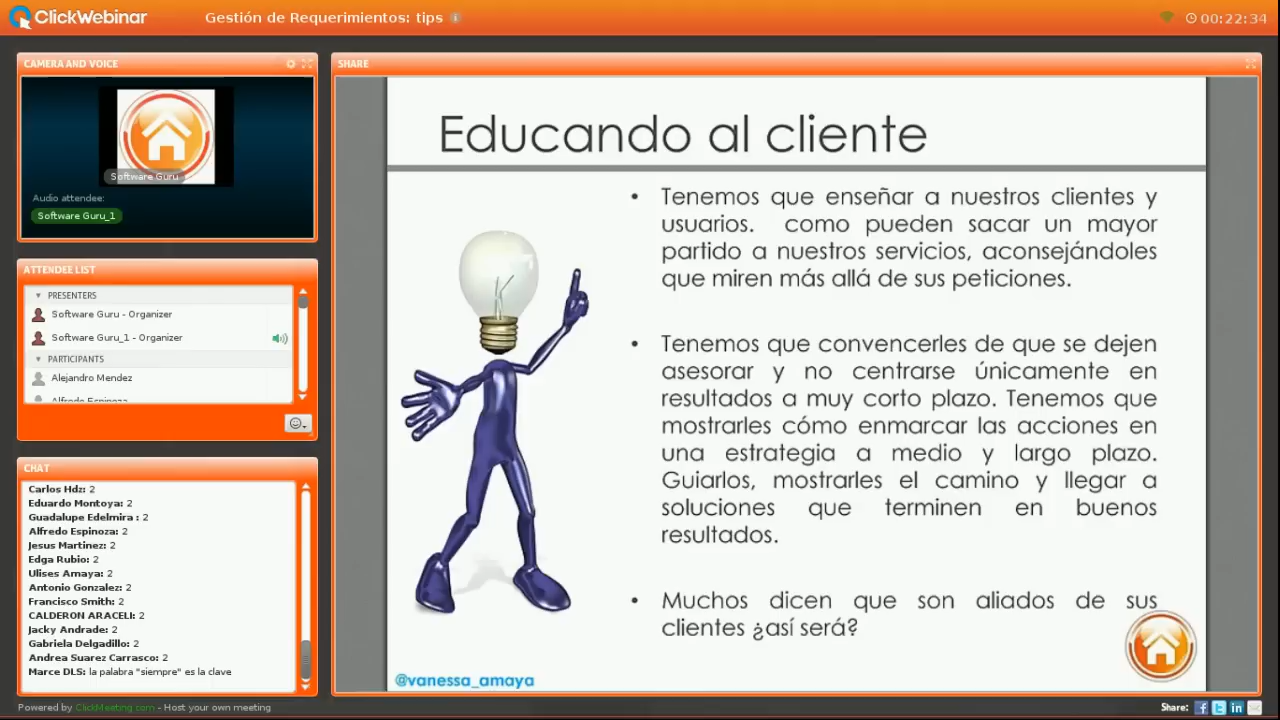 ClickWebinar
Gestión de Requerimientos: tips
00:22:34
CAMERA AND VOICE
Software Guru
Audio attendee:
Software Guru_1
ATTENDEE LIST
PRESENTERS
Software Guru - Organizer
Software Guru_1 - Organizer
PARTICIPANTS
Alejandro Mendez
Alfredo Espinoza
CHAT
Carlos Hdz: 2
Eduardo Montoya: 2
Guadalupe Edelmira : 2
Alfredo Espinoza: 2
Jesus Martinez: 2
Edga Rubio: 2
Ulises Amaya: 2
Antonio Gonzalez: 2
Francisco Smith: 2
CALDERON ARACELI: 2
Jacky Andrade: 2
Gabriela Delgadillo: 2
Andrea Suarez Carrasco: 2
Marce DLS: la palabra "siempre" es la clave
SHARE
Educando al cliente
• Tenemos que enseñar a nuestros clientes y
usuarios. como pueden sacar un mayor
partido a nuestros servicios, aconsejándoles
que miren más allá de sus peticiones.
• Tenemos que convencerles de que se dejen
asesorar y no centrarse únicamente en
resultados a muy corto plazo. Tenemos que
mostrarles cómo enmarcar las acciones en
una estrategia a medio y largo plazo.
Guiarlos, mostrarles el camino y llegar a
soluciones que terminen en buenos
resultados.
• Muchos dicen que son aliados de sus
clientes ¿así será?
@vanessa_amaya
Powered by ClickMeeting.com - Host your own meeting
Share: